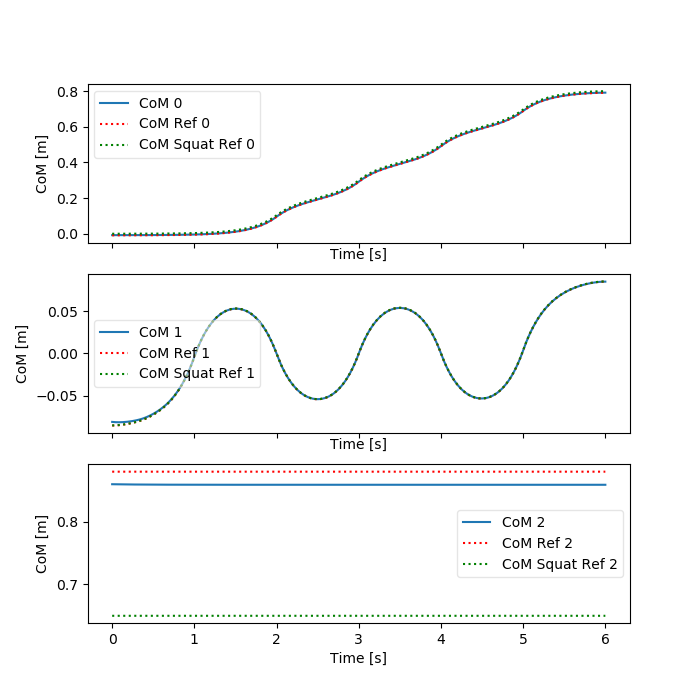 0.8
0.6
0.4
0.2
0.0
CoM [m]
CoM 0
CoM Ref 0
CoM Squat Ref 0
Time [s]
0.05
0.00
−0.05
CoM [m]
CoM 1
CoM Ref 1
CoM Squat Ref 1
Time [s]
0.8
0.7
CoM [m]
CoM 2
CoM Ref 2
CoM Squat Ref 2
0 1 2 3 4 5 6
Time [s]